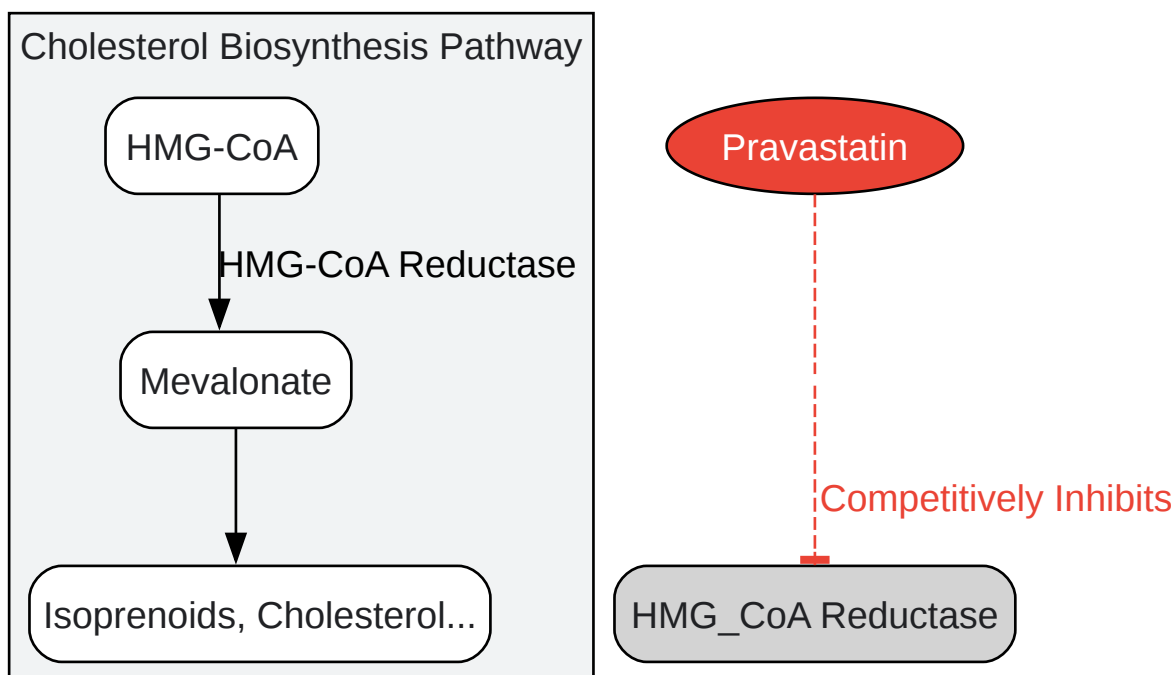 Cholesterol Biosynthesis Pathway
HMG-CoA
Pravastatin
HMG-CoA Reductase
Mevalonate
Competitively Inhibits
Isoprenoids, Cholesterol...
HMG_CoA Reductase